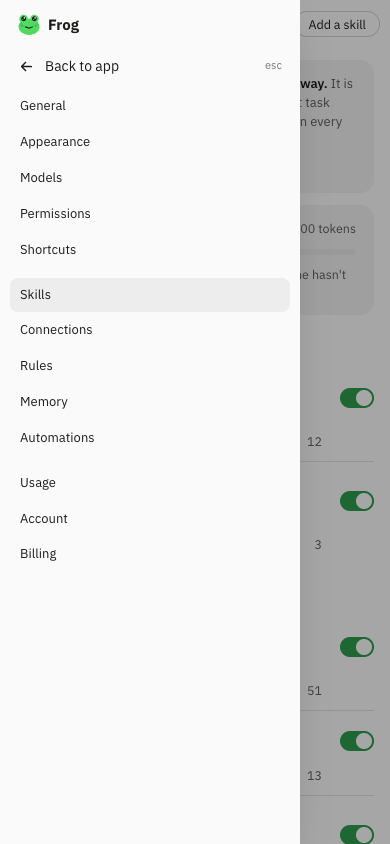 Frog
Add a skill
Back to app
esc
General
Appearance
Models
Permissions
Shortcuts
Skills
Connections
Rules
Memory
Automations
Usage
Account
Billing
way. It is
task
every
00 tokens
hasn't
12
3
51
13